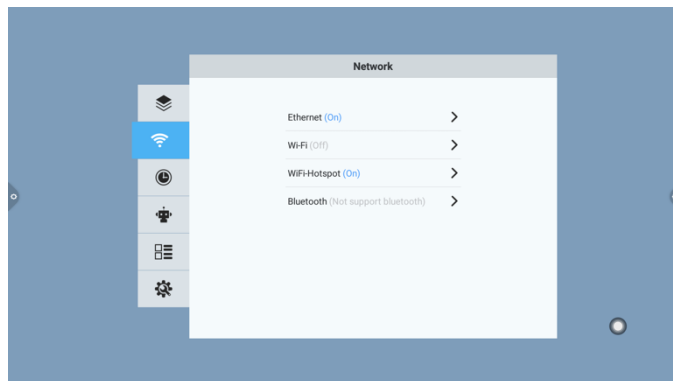 Network
Ethernet (On)
Wi-Fi (Off)
WiFi-Hotspot (On)
Bluetooth (Not support bluetooth)